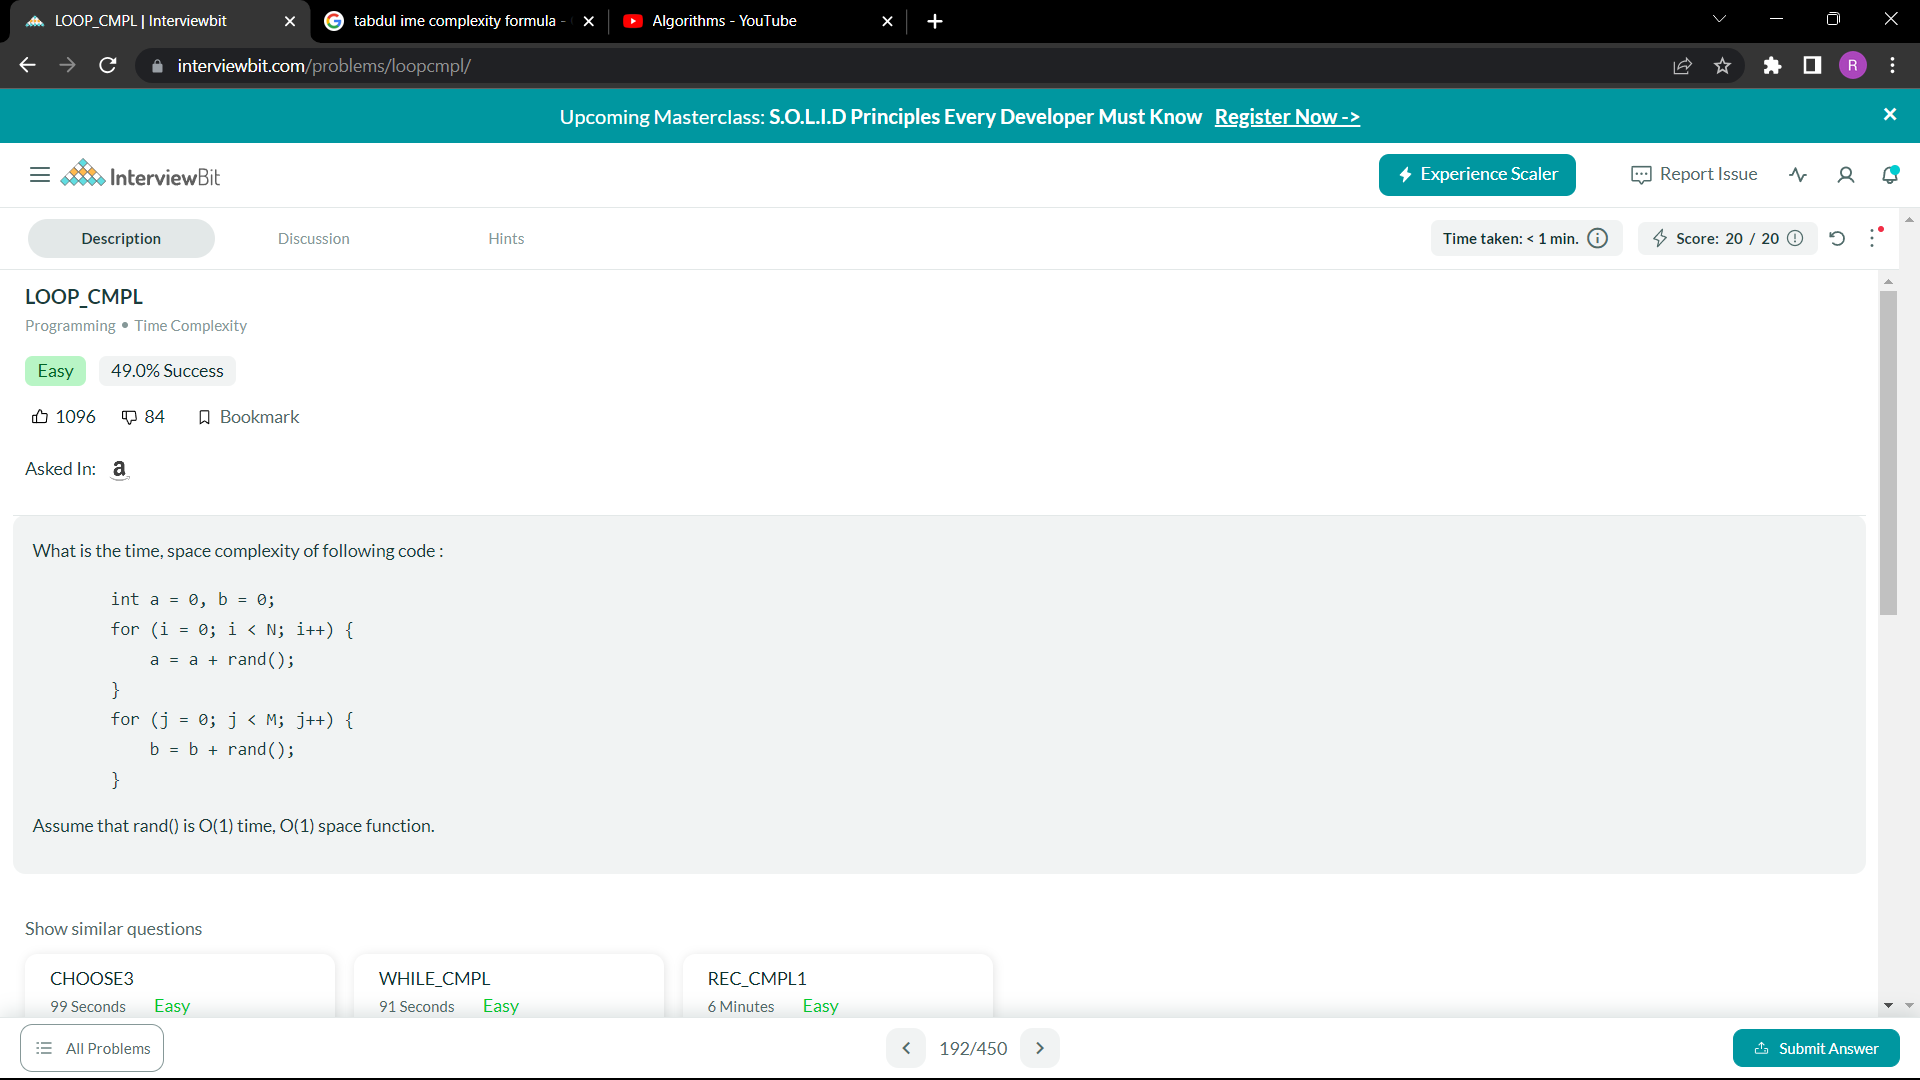 LOOP_CMPL | Interviewbit
tabdul ime complexity formula -
Algorithms - YouTube
interviewbit.com/problems/loopcmpl/
R
Upcoming Masterclass: S.O.L.I.D Principles Every Developer Must Know Register Now ->
InterviewBit
Experience Scaler
Report Issue
Description
Discussion
Hints
Time taken: < 1 min.
Score: 20 / 20
LOOP_CMPL
Programming • Time Complexity
Easy
49.0% Success
1096
84
Bookmark
Asked In:
What is the time, space complexity of following code :
int a = 0, b = 0;
for (i = 0; i < N; i++) {
a = a + rand();
}
for (j = 0; j < M; j++) {
b = b + rand();
}
Assume that rand() is O(1) time, O(1) space function.
Show similar questions
CHOOSE3
99 Seconds Easy
WHILE_CMPL
91 Seconds Easy
REC_CMPL1
6 Minutes Easy
All Problems
192/450
Submit Answer